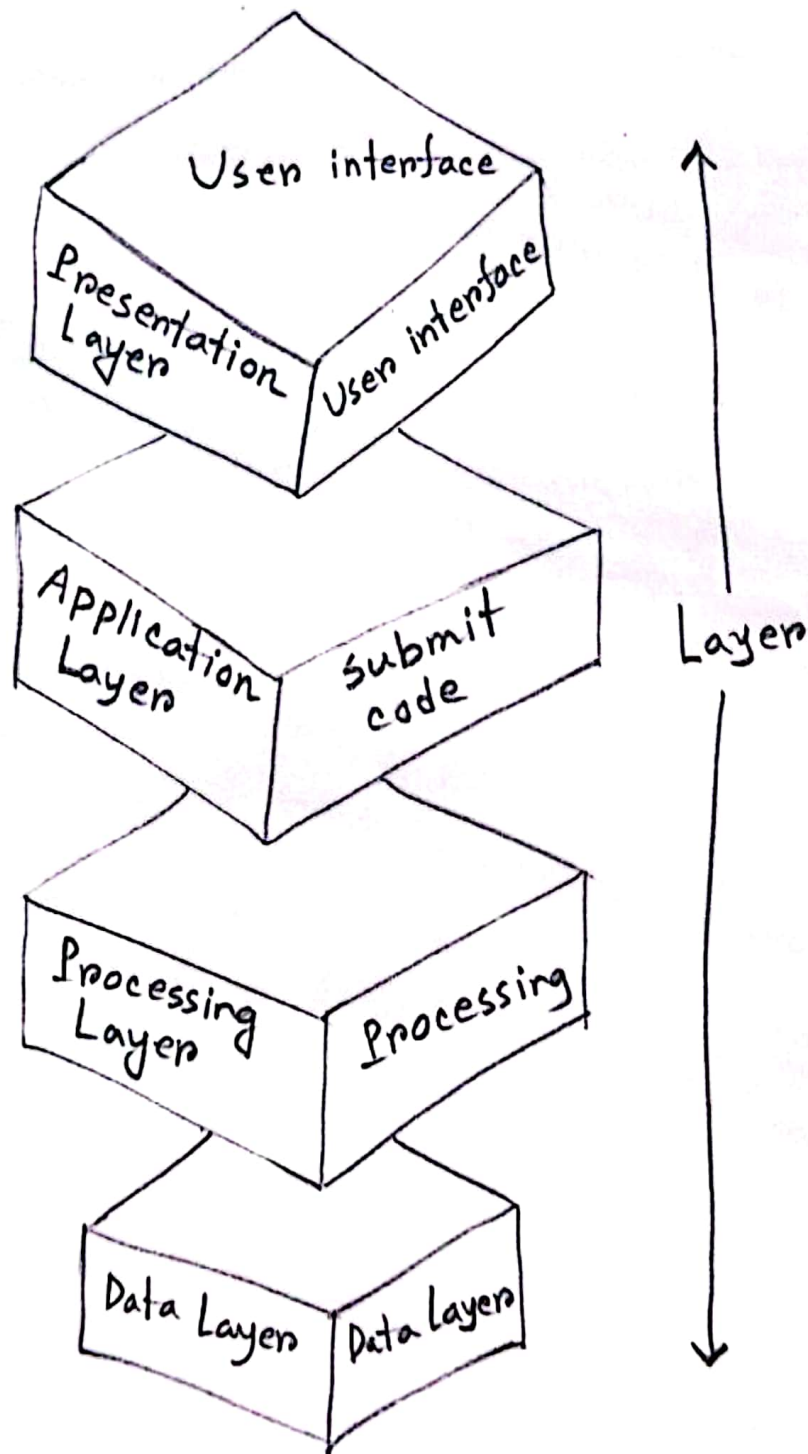 User interface
Presentation
Layer
User interface
Application
Layer
submit
code
Layer
Processing
Layer
Processing
Data Layer
Data Layer